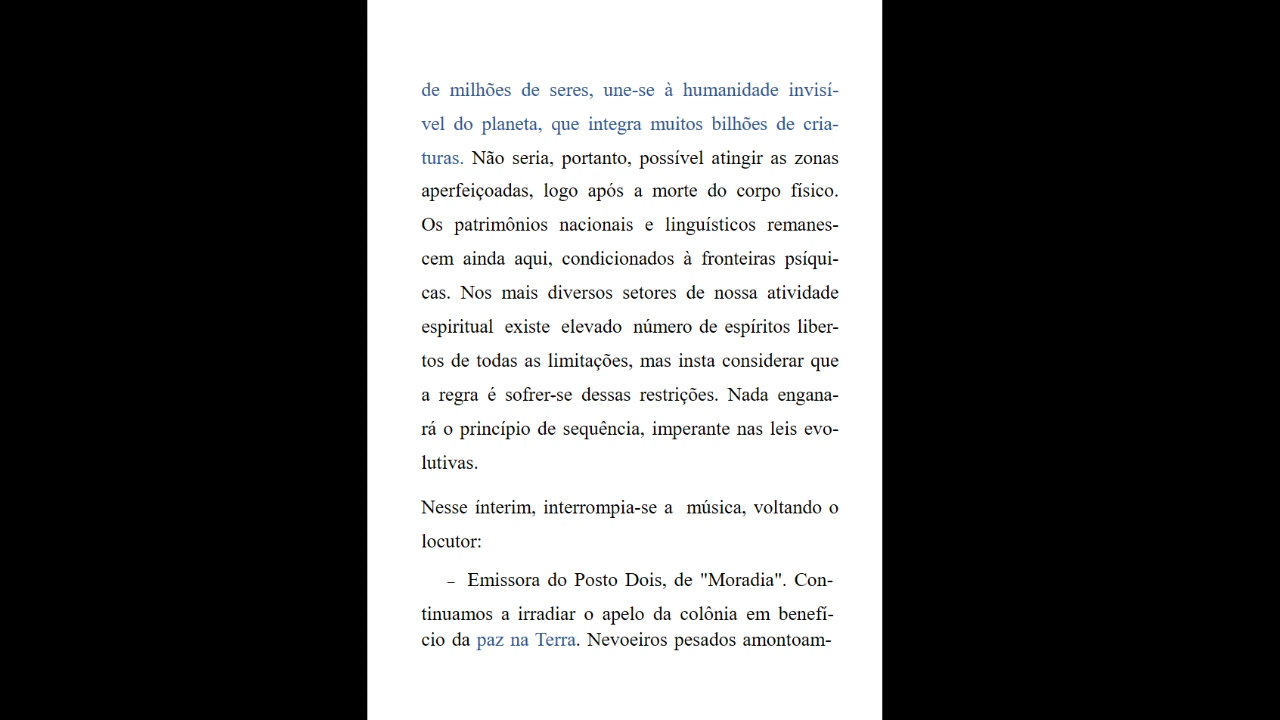 de milhões de seres, une-se à humanidade invisí-
vel do planeta, que integra muitos bilhões de cria-
turas. Não seria, portanto, possível atingir as zonas
aperfeiçoadas, logo após a morte do corpo físico.
Os patrimônios nacionais e linguísticos remanes-
cem ainda aqui, condicionados à fronteiras psíqui-
cas. Nos mais diversos setores de nossa atividade
espiritual existe elevado número de espíritos liber-
tos de todas as limitações, mas insta considerar que
a regra é sofrer-se dessas restrições. Nada engana-
rá o princípio de sequência, imperante nas leis evo-
lutivas.
Nesse ínterim, interrompia-se a música, voltando o
locutor:
– Emissora do Posto Dois, de "Moradia". Con-
tinuamos a irradiar o apelo da colônia em benefí-
cio da paz na Terra. Nevoeiros pesados amontoam-